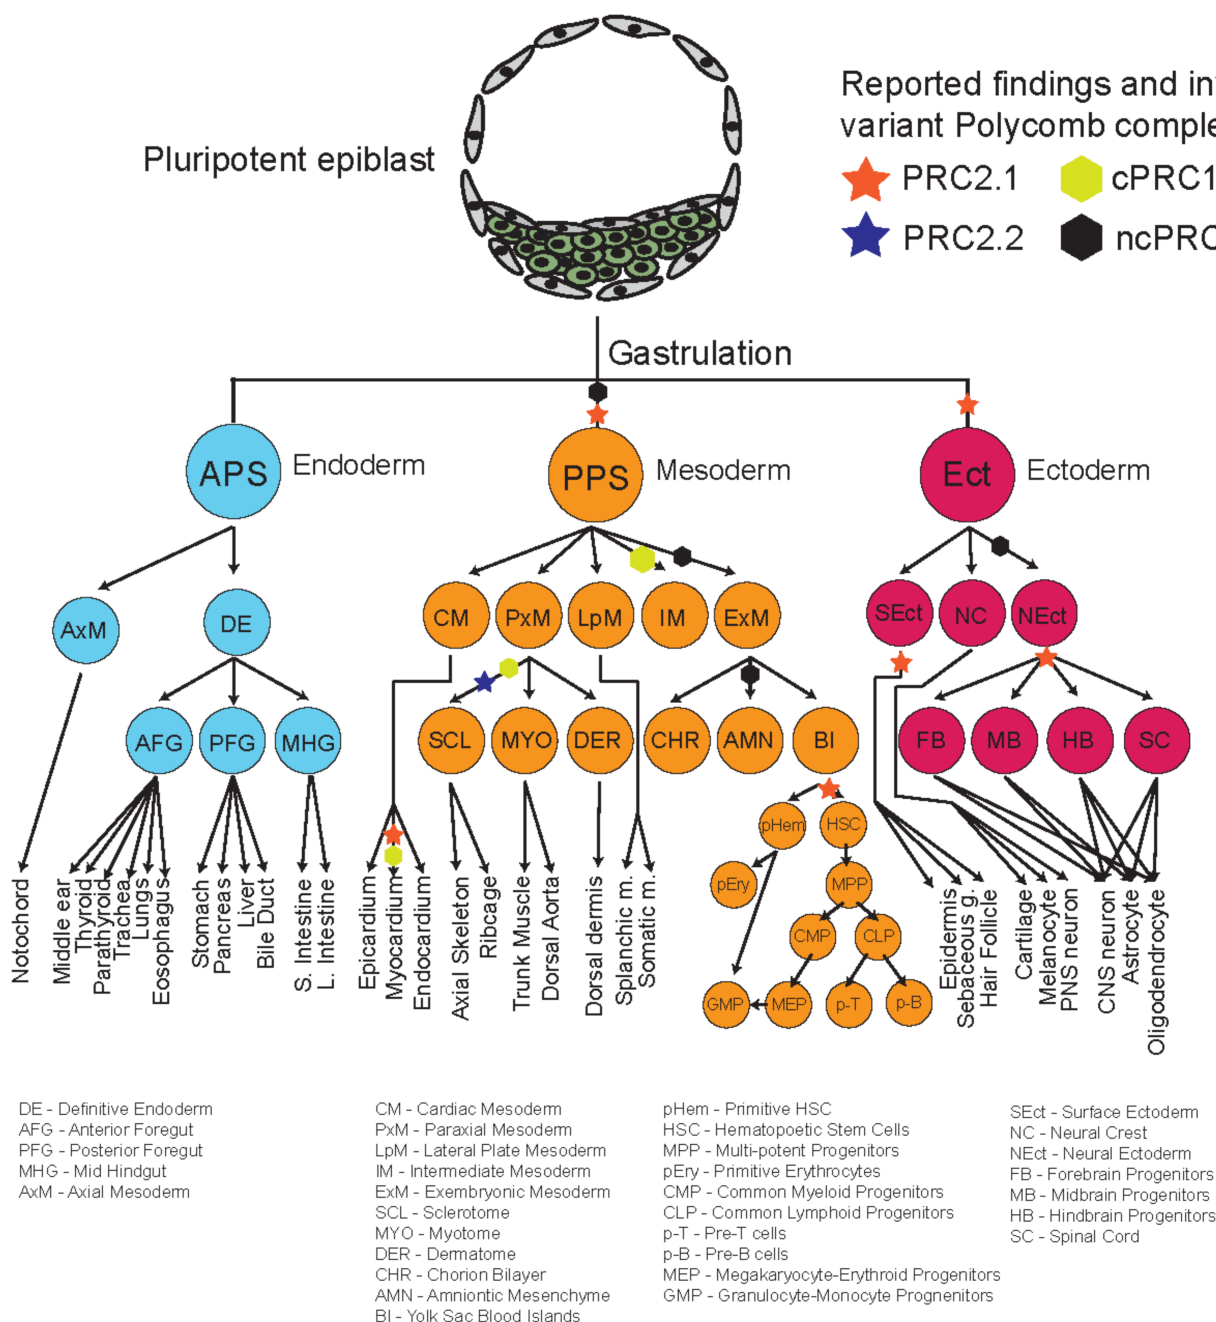 Reported findings and in
variant Polycomb comple
Pluripotent epiblast
PRC2.1
cPRC1
PRC2.2
ncPRC
Gastrulation
APS
Endoderm
PPS
Mesoderm
Ect
Ectoderm
AxM
DE
CM
PxM
LpM
IM
ExM
SEct
NC
NEct
AFG
PFG
MHG
SCL
MYO
DER
CHR
AMN
BI
FB
MB
HB
SC
pHem
HSC
pEry
MPP
CMP
CLP
GMP
MEP
p-T
p-B
Notochord
Middle ear
Thyroid
Parathyroid
Trachea
Lungs
Eosophagus
Stomach
Pancreas
Liver
Bile Duct
S. Intestine
L. Intestine
Epicardium
Myocardium
Endocardium
Axial Skeleton
Ribcage
Trunk Muscle
Dorsal Aorta
Dorsal dermis
Splanchic m.
Somatic m.
Epidermis
Sebaceous g.
Hair Follicle
Cartilage
Melanocyte
PNS neuron
CNS neuron
Astrocyte
Oligodendrocyte
DE - Definitive Endoderm
AFG - Anterior Foregut
PFG - Posterior Foregut
MHG - Mid Hindgut
AxM - Axial Mesoderm
CM - Cardiac Mesoderm
PxM - Paraxial Mesoderm
LpM - Lateral Plate Mesoderm
IM - Intermediate Mesoderm
ExM - Exembryonic Mesoderm
SCL - Sclerotome
MYO - Myotome
DER - Dermatome
CHR - Chorion Bilayer
AMN - Amniontic Mesenchyme
BI - Yolk Sac Blood Islands
pHem - Primitive HSC
HSC - Hematopoetic Stem Cells
MPP - Multi-potent Progenitors
pEry - Primitive Erythrocytes
CMP - Common Myeloid Progenitors
CLP - Common Lymphoid Progenitors
p-T - Pre-T cells
p-B - Pre-B cells
MEP - Megakaryocyte-Erythroid Progenitors
GMP - Granulocyte-Monocyte Prognenitors
SEct - Surface Ectoderm
NC - Neural Crest
NEct - Neural Ectoderm
FB - Forebrain Progenitors
MB - Midbrain Progenitors
HB - Hindbrain Progenitors
SC - Spinal Cord